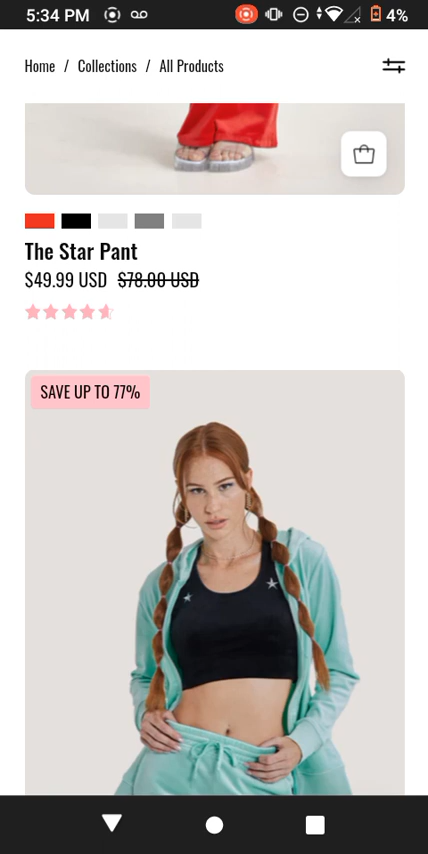 5:34 PM 4%
Home / Collections / All Products
The Star Pant
$49.99 USD $78.00 USD
SAVE UP TO 77%